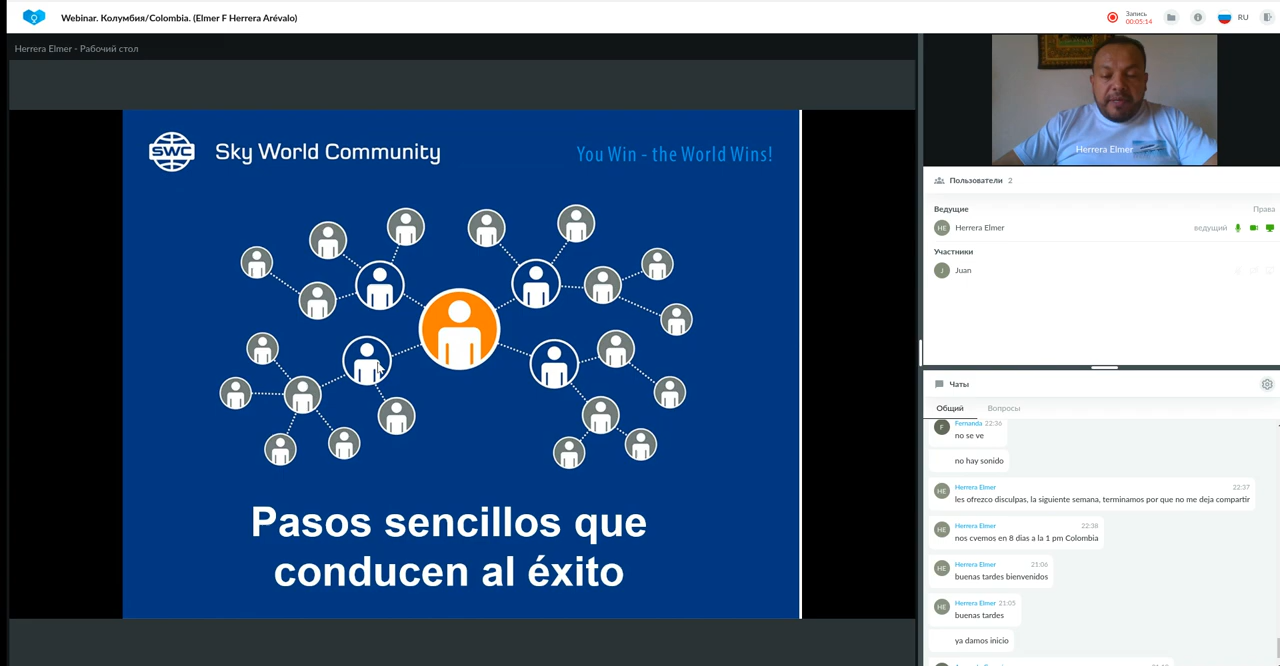 Webinar. Колумбия/Colombia. (Elmer F Herrera Arévalo)
Запись
00:05:14
RU
Herrera Elmer - Рабочий стол
SWC
Sky World Community
You Win - the World Wins!
Pasos sencillos que
conducen al éxito
Herrera Elmer
Пользователи 2
Ведущие
Права
HE
Herrera Elmer
ведущий
Участники
J
Juan
Чаты
Общий
Вопросы
F
Fernanda 22:36
no se ve
no hay sonido
HE
Herrera Elmer
22:37
les ofrezco disculpas, la siguiente semana, terminamos por que no me deja compartir
HE
Herrera Elmer
22:38
nos cvemos en 8 dias a la 1 pm Colombia
HE
Herrera Elmer
21:06
buenas tardes bienvenidos
HE
Herrera Elmer 21:05
buenas tardes
ya damos inicio